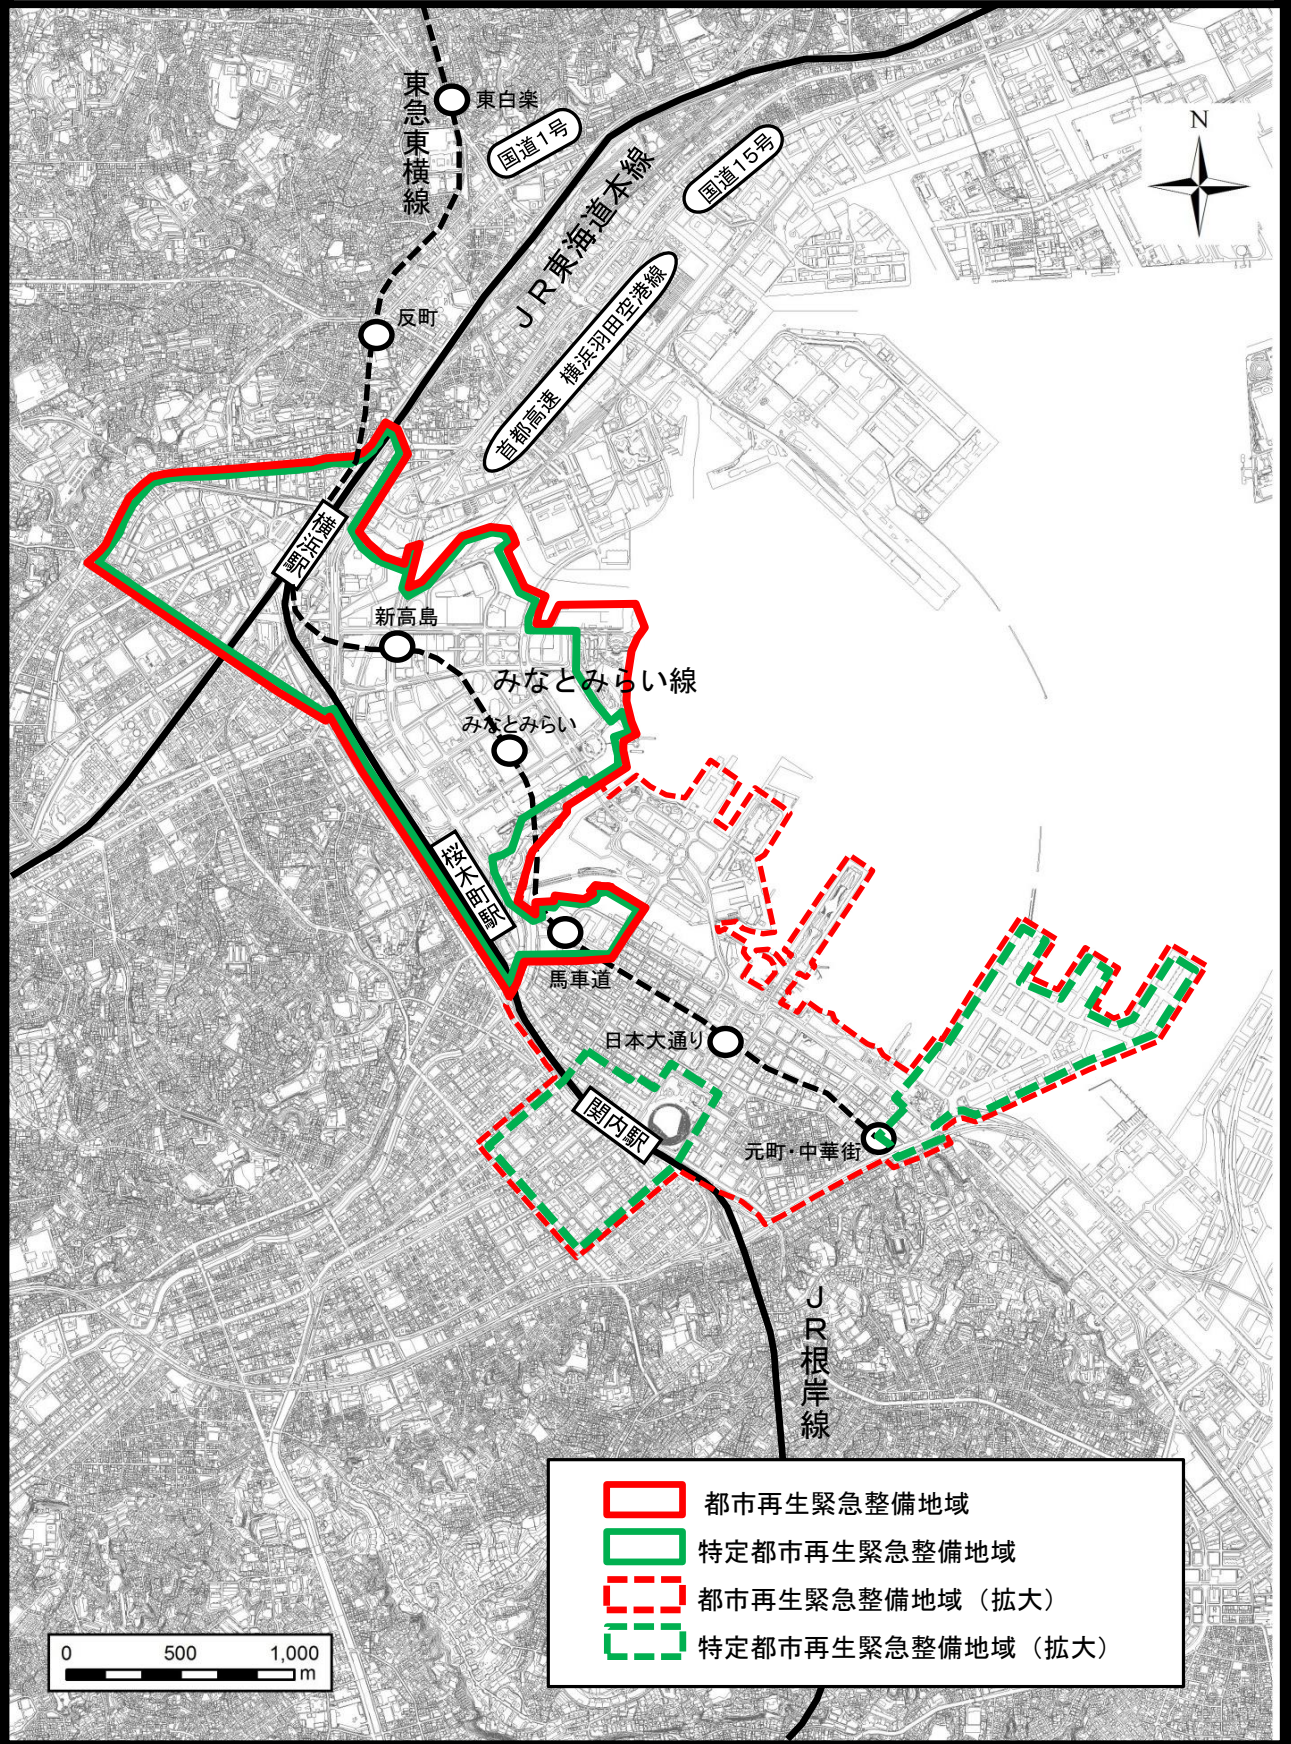 東急東横線
東白楽
国道1号
国道15号
N
JR東海道本線
首都高速 横浜羽田空港線
反町
横浜駅
新高島
みなとみらい線
みなとみらい
桜木町駅
馬車道
日本大通り
関内駅
元町・中華街
JR根岸線
都市再生緊急整備地域
特定都市再生緊急整備地域
都市再生緊急整備地域（拡大）
特定都市再生緊急整備地域（拡大）
0 500 1,000
m